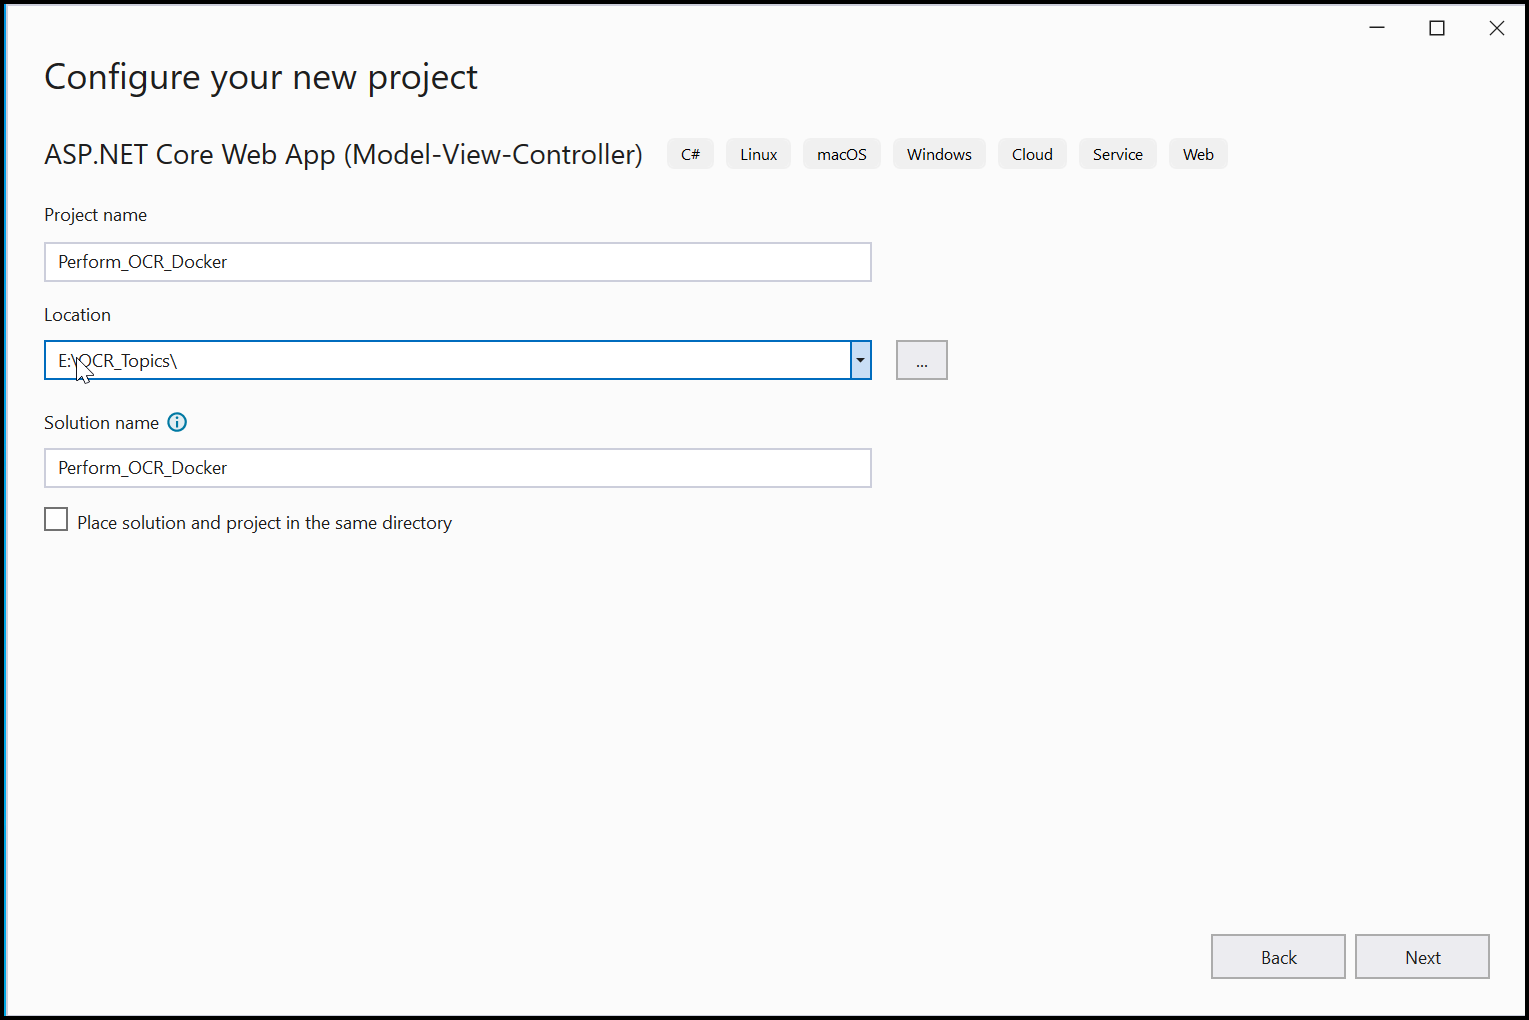 Configure your new project
ASP.NET Core Web App (Model-View-Controller) C# Linux macOS Windows Cloud Service Web
Project name
Perform_OCR_Docker
Location
E:\OCR_Topics\
...
Solution name
Perform_OCR_Docker
Place solution and project in the same directory
Back Next